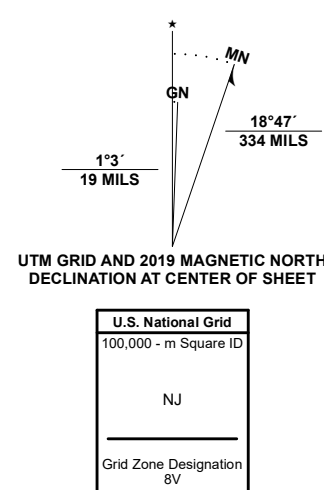 ★
MN
GN
18°47´
334 MILS
1°3´
19 MILS
UTM GRID AND 2019 MAGNETIC NORTH
DECLINATION AT CENTER OF SHEET
U.S. National Grid
100,000 - m Square ID
NJ
Grid Zone Designation
8V